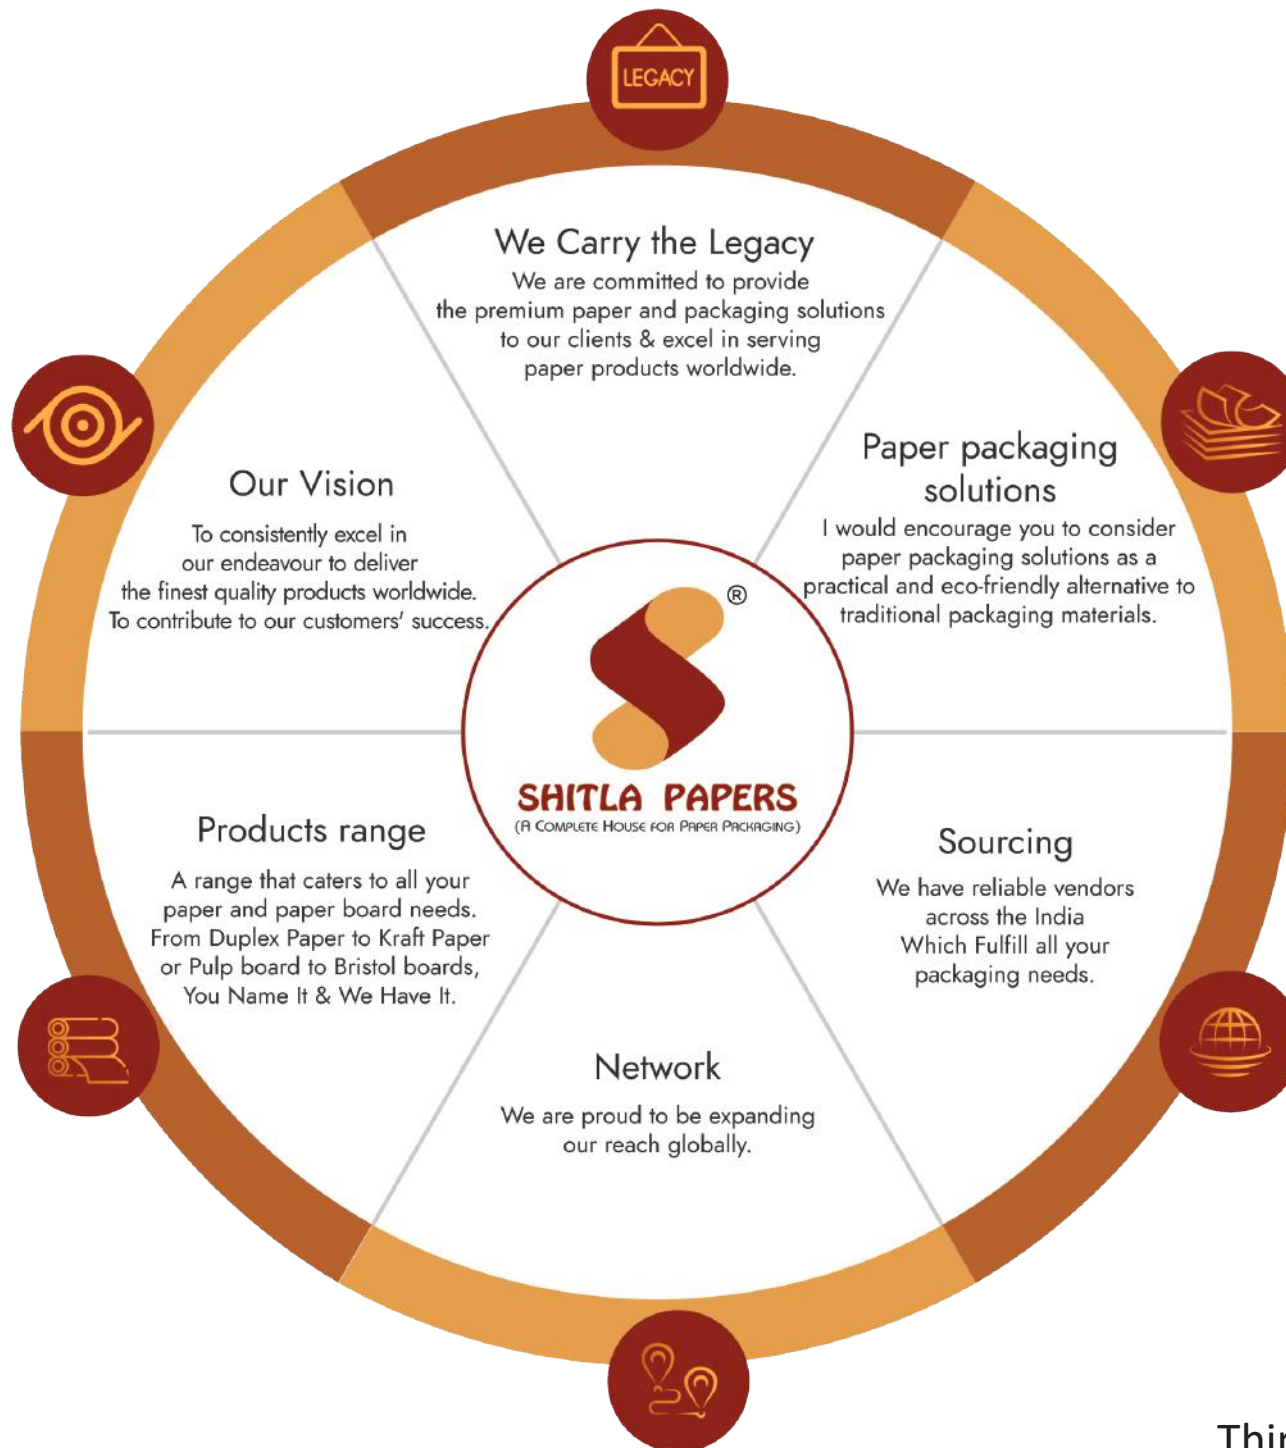 LEGACY
We Carry the Legacy
We are committed to provide
the premium paper and packaging solutions
to our clients & excel in serving
paper products worldwide.
Paper packaging
solutions
I would encourage you to consider
paper packaging solutions as a
practical and eco-friendly alternative to
traditional packaging materials.
Our Vision
To consistently excel in
our endeavour to deliver
the finest quality products worldwide.
To contribute to our customers' success.
®
SHITLA PAPERS
(A Complete House for Paper Packaging)
Products range
A range that caters to all your
paper and paper board needs.
From Duplex Paper to Kraft Paper
or Pulp board to Bristol boards,
You Name It & We Have It.
Sourcing
We have reliable vendors
across the India
Which Fulfill all your
packaging needs.
Network
We are proud to be expanding
our reach globally.